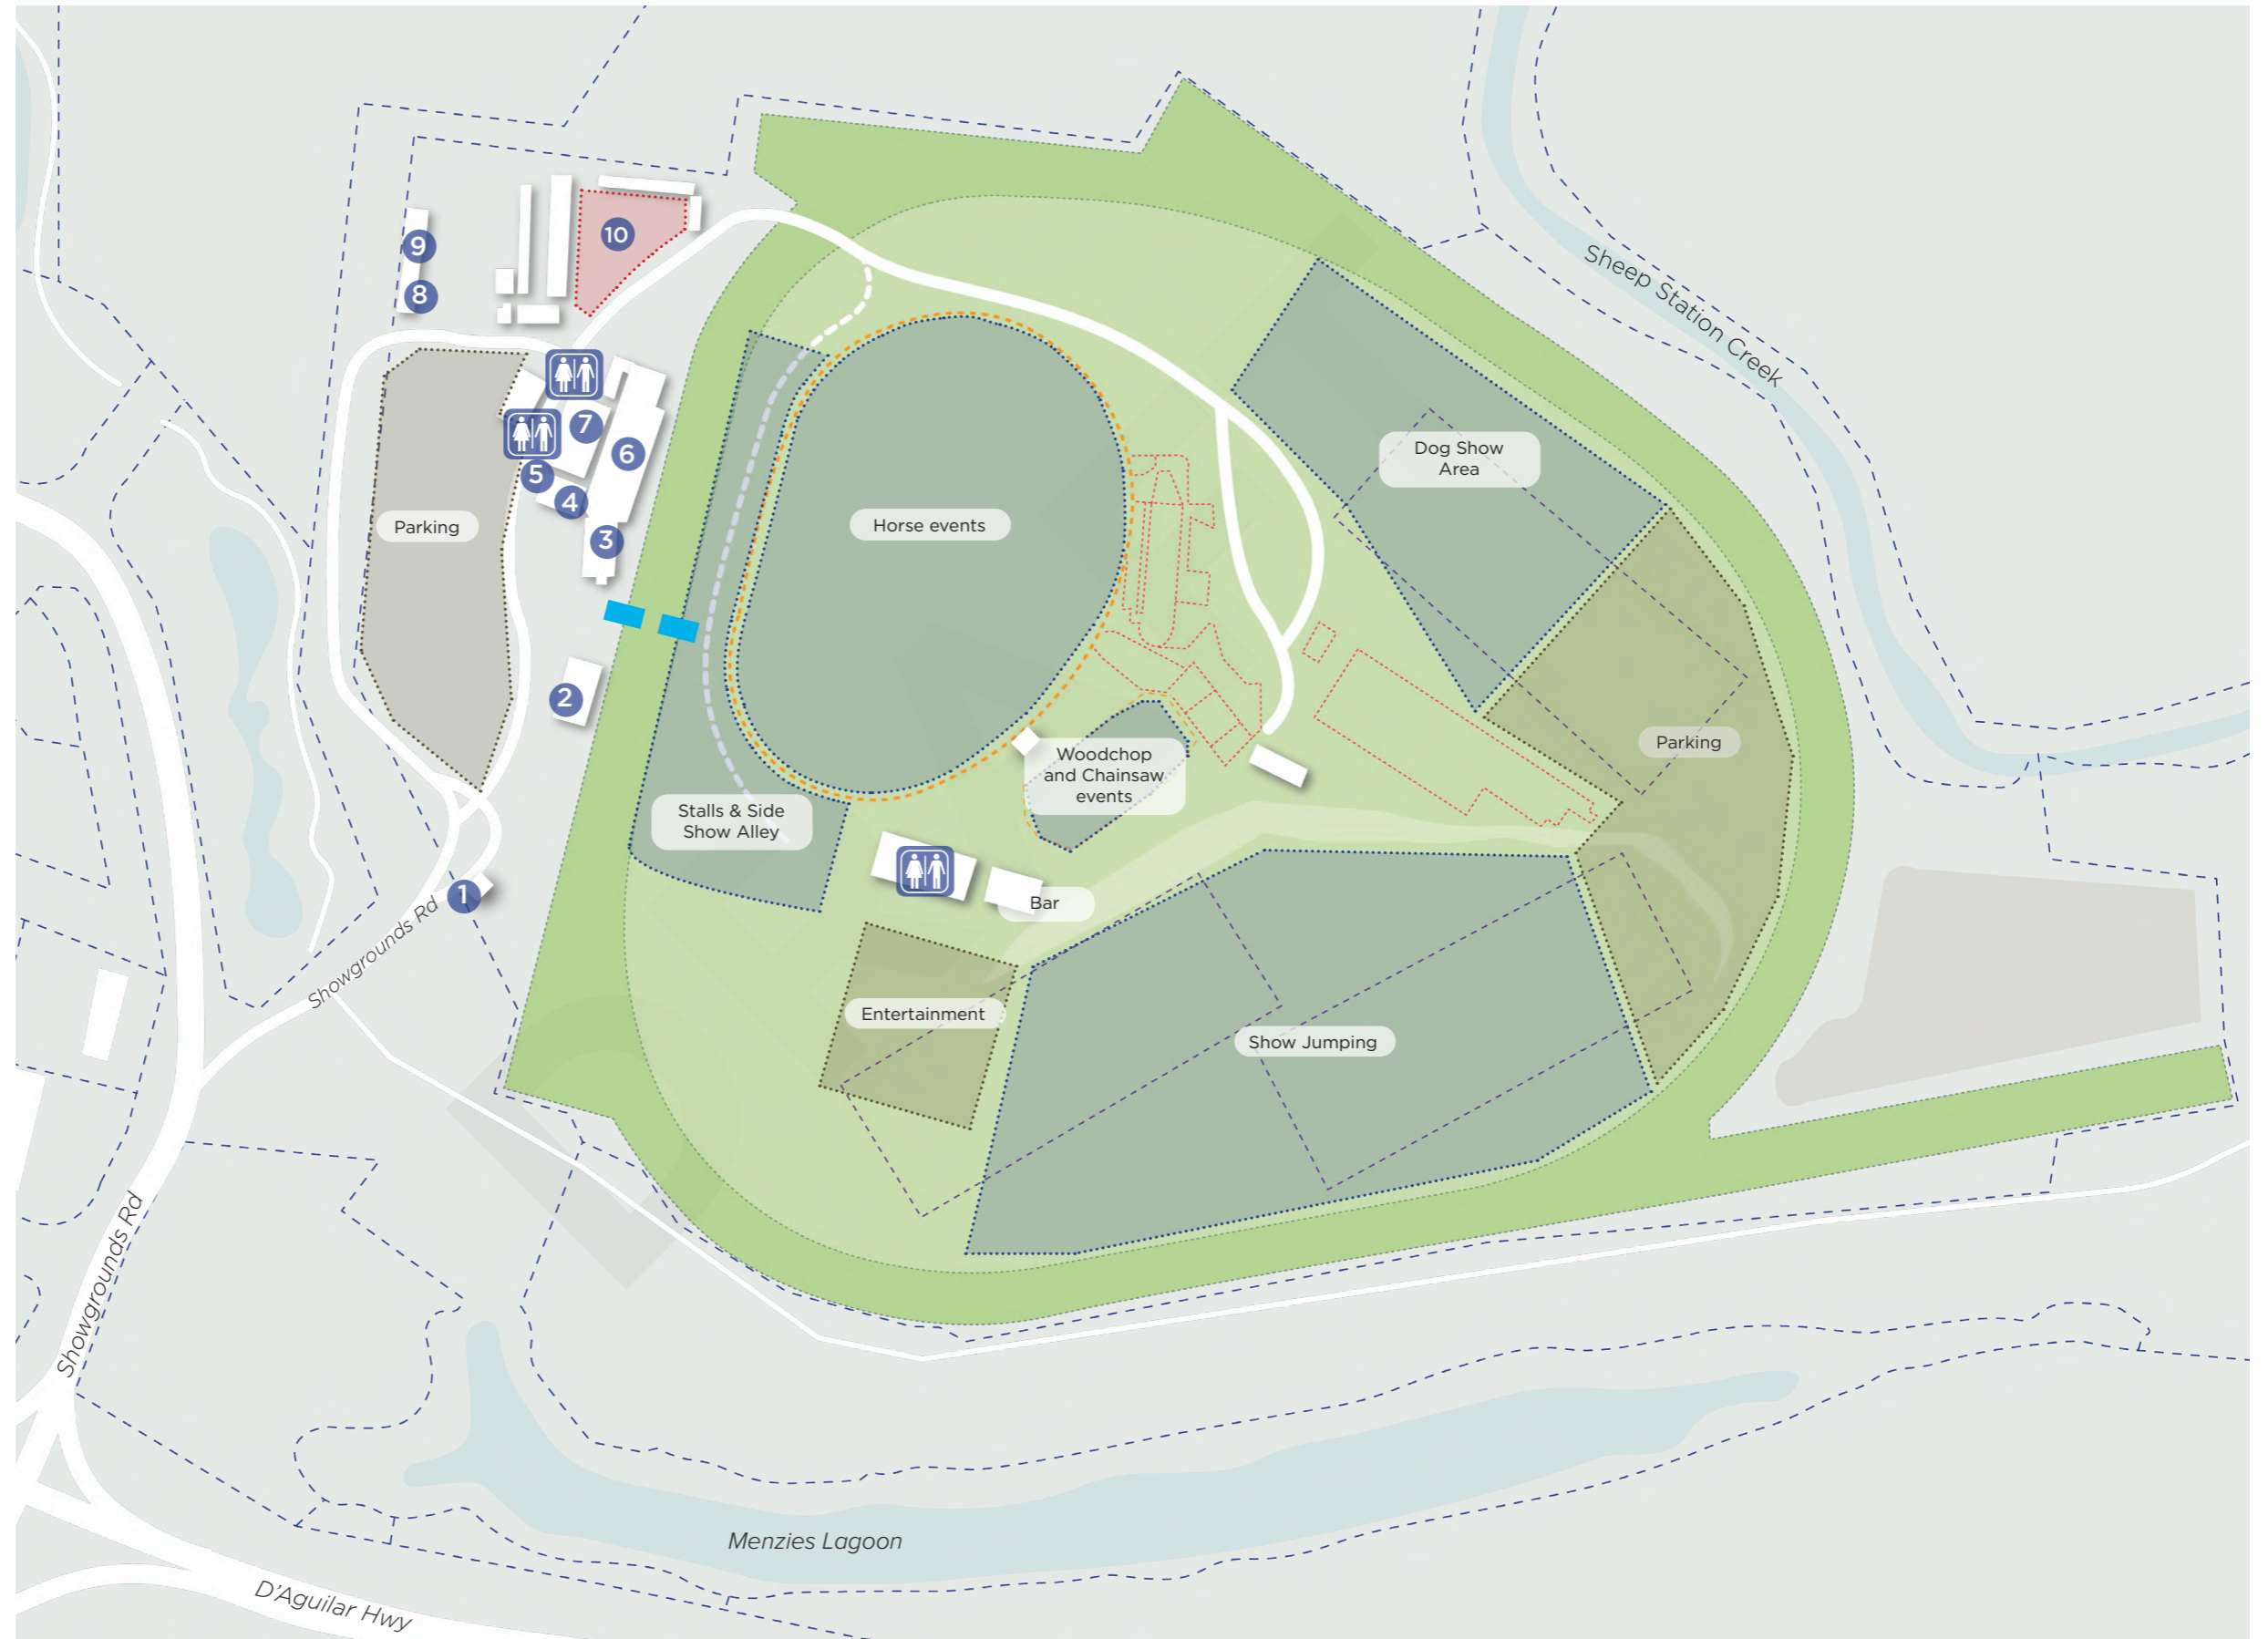 Sheep Station Creek
10
9
8
7
6
5
4
3
2
1
Parking
Horse events
Dog Show
Area
Parking
Woodchop
and Chainsaw
events
Stalls & Side
Show Alley
Bar
Entertainment
Show Jumping
Showgrounds Rd
Showgrounds Rd
Menzies Lagoon
D'Aguilar Hwy